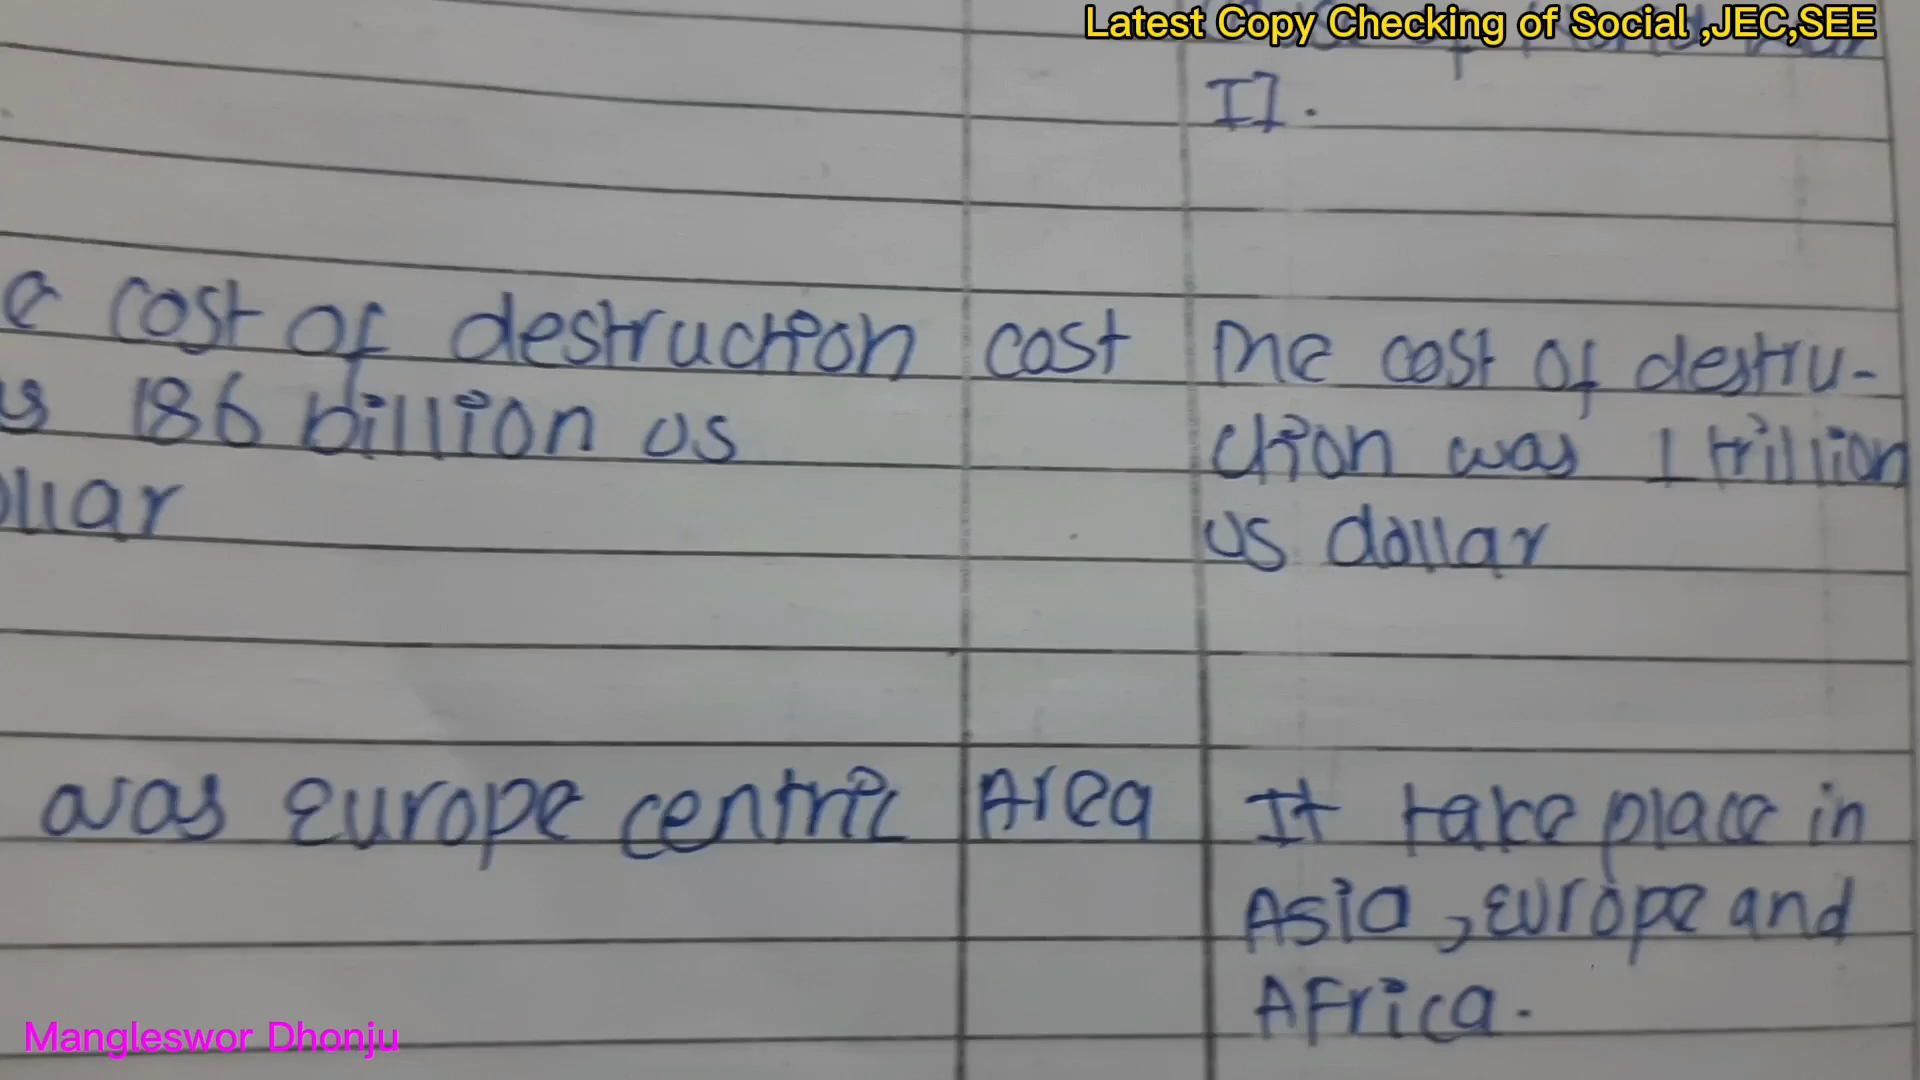 Latest Copy Checking of Social ,JEC,SEE
II.
cost of destruction cost The cost of destru-
186 billion US ction was 1 trillion
US dollar
was Europe centric Area It take place in
Asia, Europe and
AFrica.
Mangleswor Dhonju